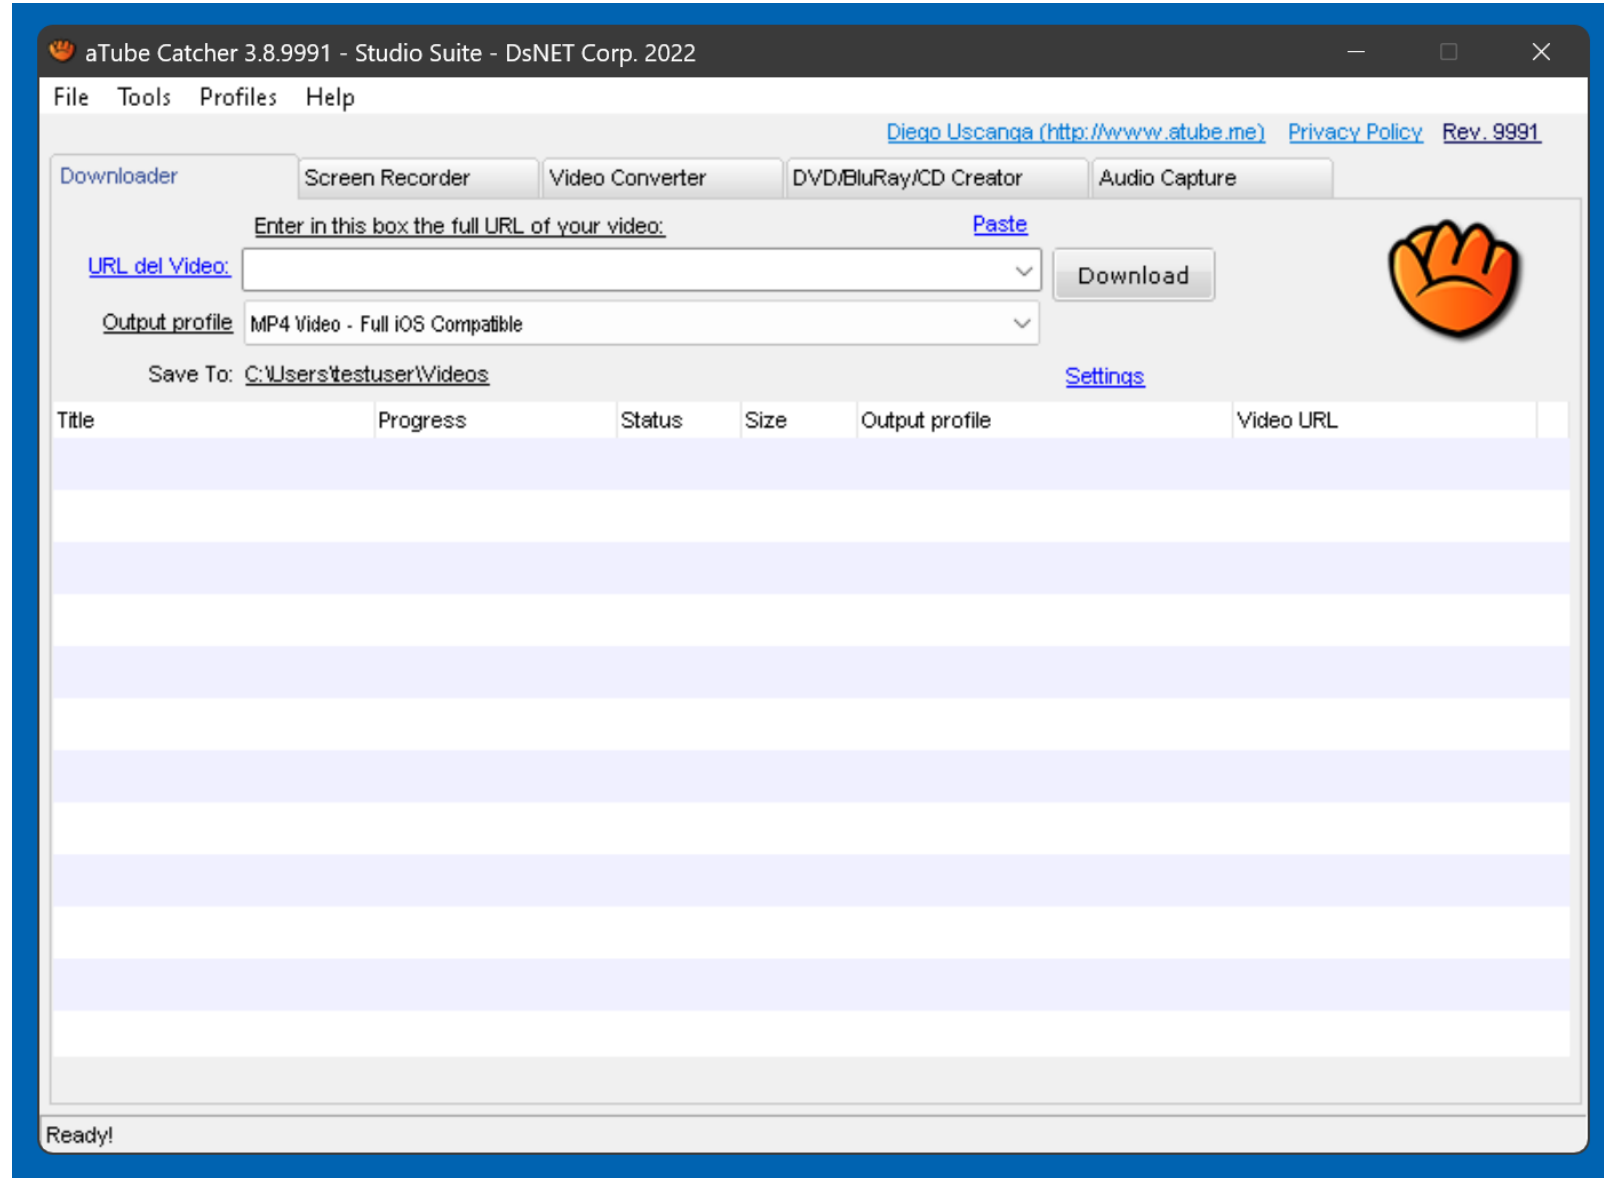 aTube Catcher 3.8.9991 - Studio Suite - DsNET Corp. 2022
File Tools Profiles Help
Diego Uscanga (http://www.atube.me) Privacy Policy Rev. 9991
Downloader Screen Recorder Video Converter DVD/BluRay/CD Creator Audio Capture
Enter in this box the full URL of your video: Paste
URL del Video: Download
Output profile MP4 Video - Full iOS Compatible
Save To: C:\Users\testuser\Videos Settings
Title Progress Status Size Output profile Video URL
Ready!